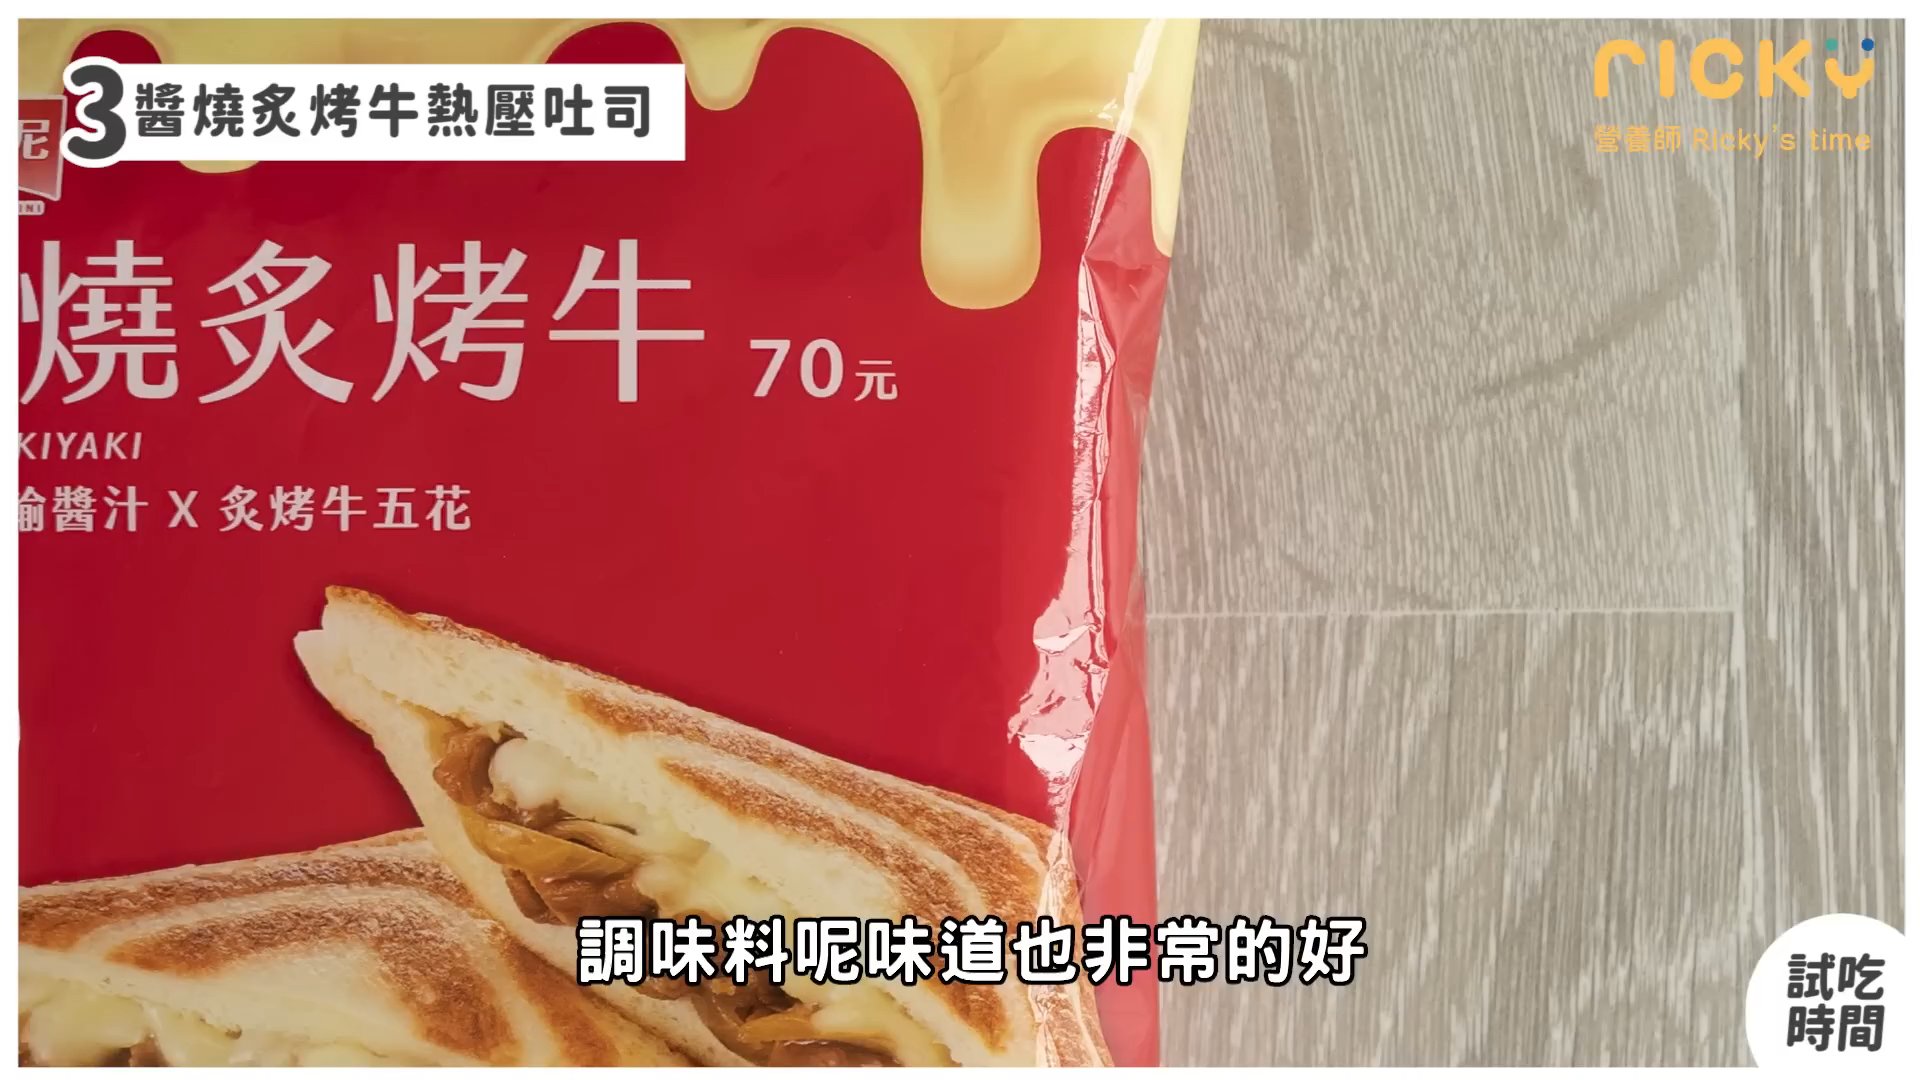 3 醬燒炙烤牛熱壓吐司
ricky
營養師 Ricky's time
尼
INI
燒炙烤牛 70元
KIYAKI
醬汁 X 炙烤牛五花
調味料呢味道也非常的好
試吃
時間